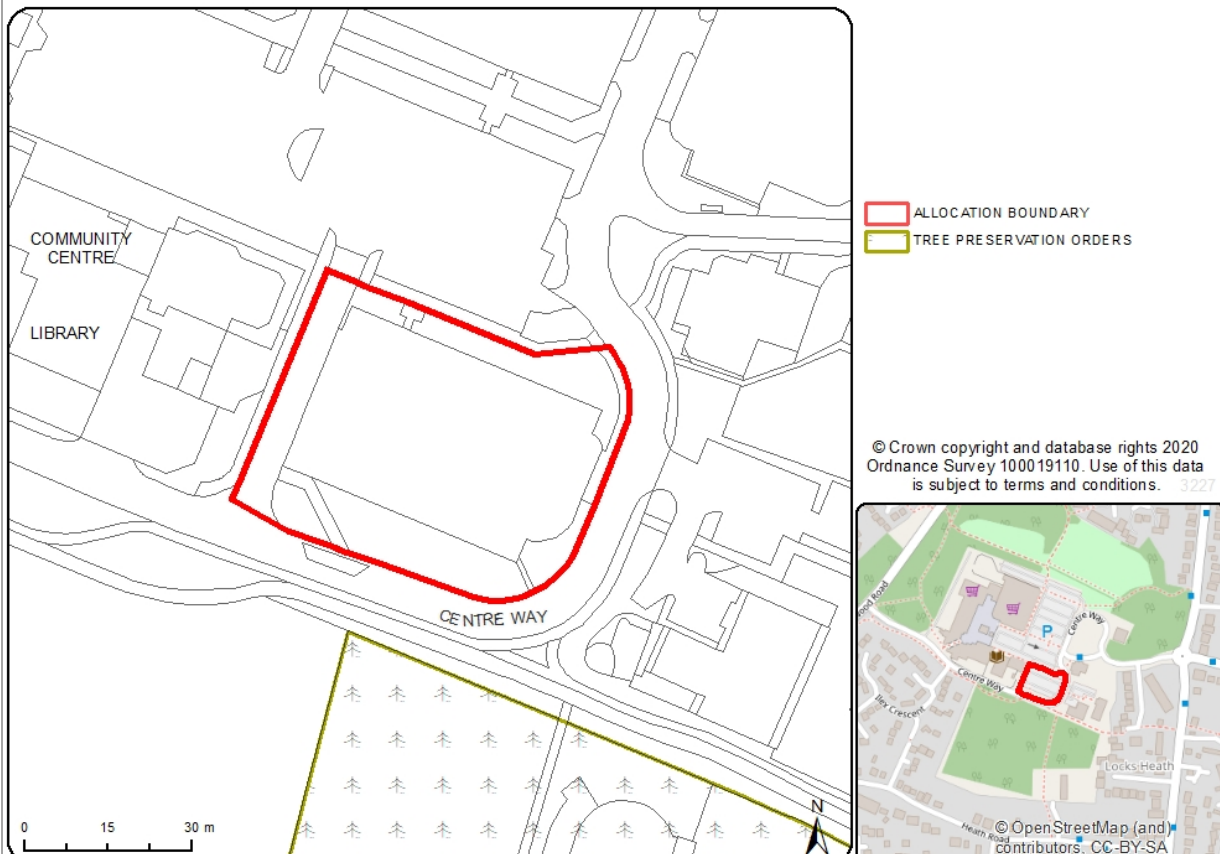 COMMUNITY
CENTRE
LIBRARY
CENTRE WAY
0 15 30 m
N
ALLOCATION BOUNDARY
TREE PRESERVATION ORDERS
© Crown copyright and database rights 2020
Ordnance Survey 100019110. Use of this data
is subject to terms and conditions. 3227
P
Centre Way
Centre Way
Ilex Crescent
Locks Heath
Heath Road
© OpenStreetMap (and)
contributors, CC-BY-SA